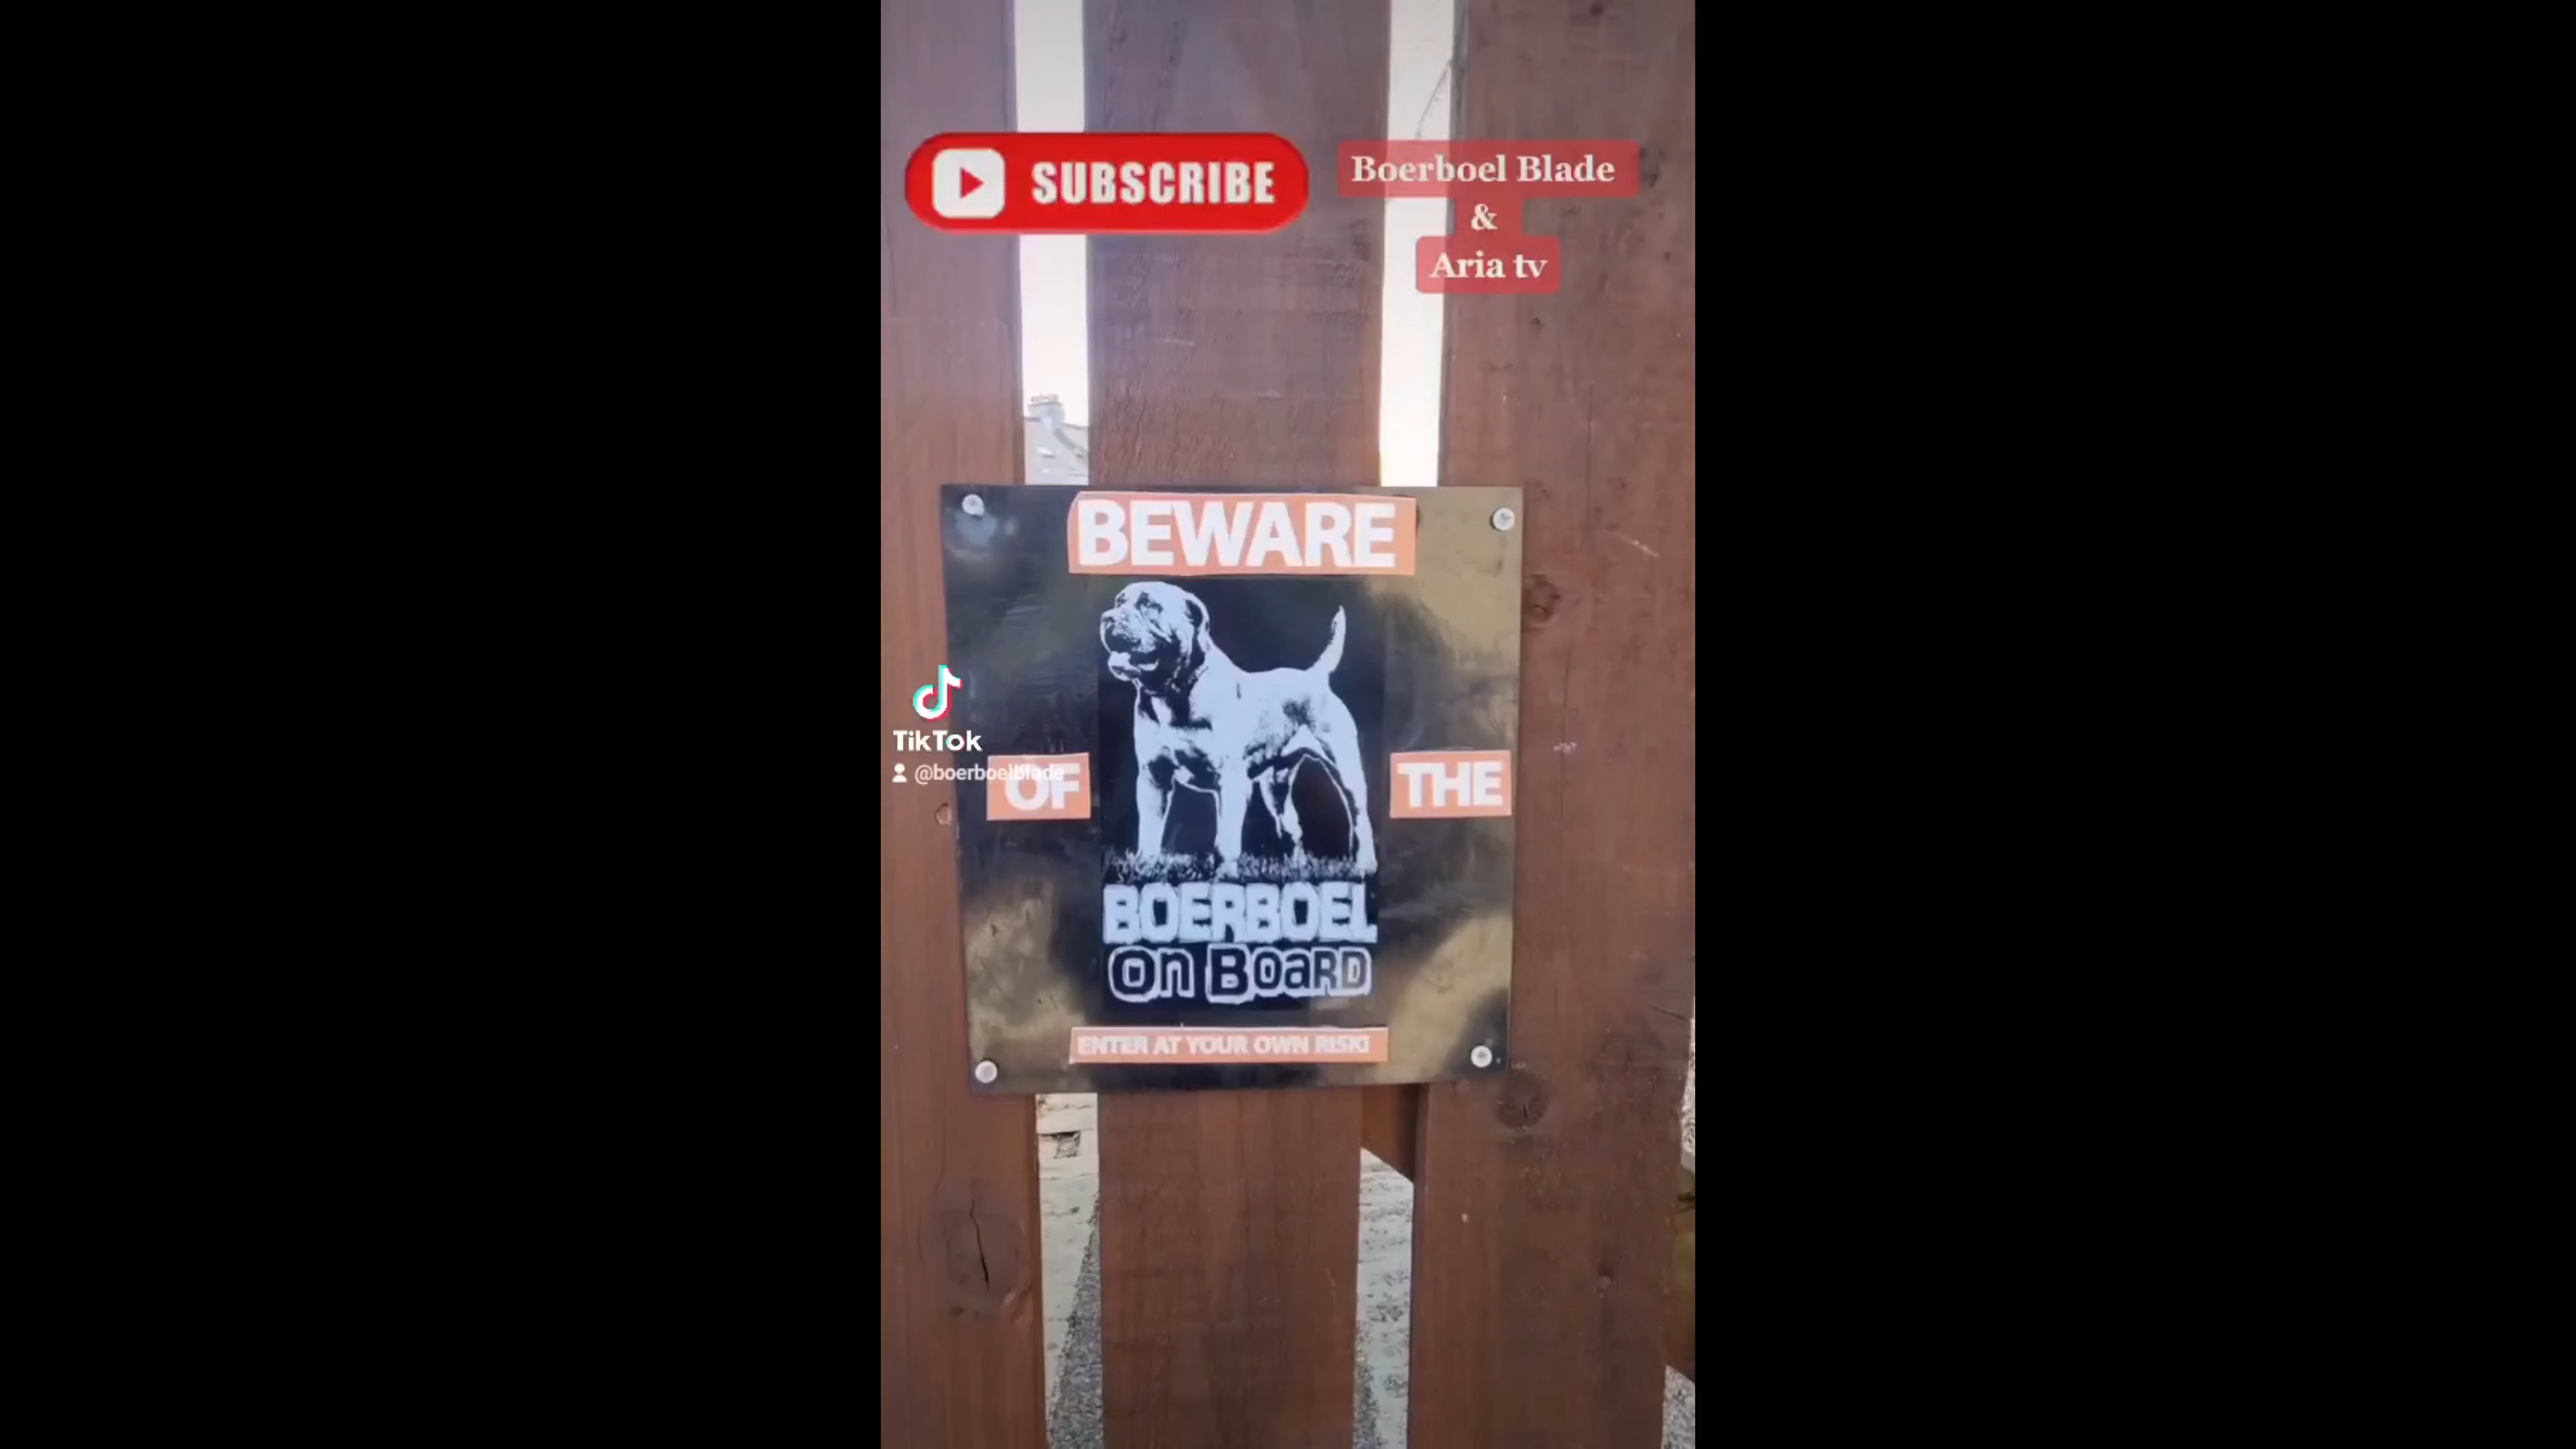 SUBSCRIBE
Boerboel Blade
&
Aria tv
BEWARE
TikTok
@boerboelblade
OF
THE
BOERBOEL
on BoaRD
ENTER AT YOUR OWN RISK!